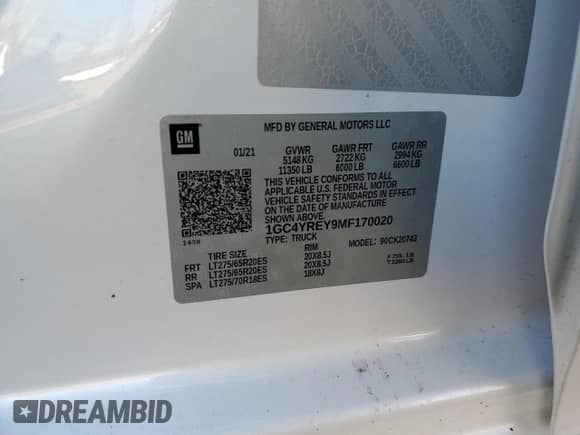 GM
MFD BY GENERAL MOTORS LLC
01/21 GVWR GAWR FRT GAWR RR
5148 KG 2722 KG 2994 KG
11350 LB 6000 LB 6600 LB
THIS VEHICLE CONFORMS TO ALL
APPLICABLE U.S. FEDERAL MOTOR
VEHICLE SAFETY STANDARDS IN EFFECT
ON THE DATE OF MANUFACTURE.
1GC4YREY9MF170020
TYPE: TRUCK MODEL: 90CK20743
140X
TIRE SIZE RIM
FRT LT275/65R20ES 20X8.5J
RR LT275/65R20ES 20X8.5J
SPA LT275/70R18ES 18X8J
DREAMBID